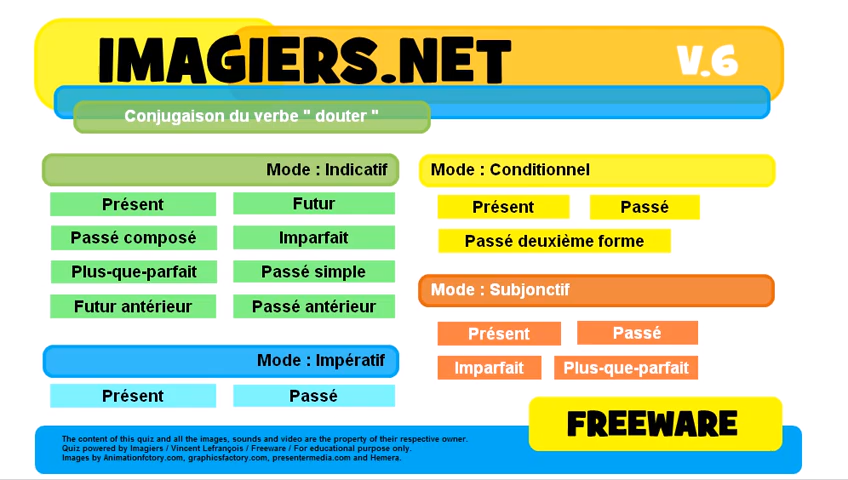 IMAGIERS.NET
V.6
Conjugaison du verbe " douter "
Mode : Indicatif
Présent
Futur
Passé composé
Imparfait
Plus-que-parfait
Passé simple
Futur antérieur
Passé antérieur
Mode : Impératif
Présent
Passé
Mode : Conditionnel
Présent
Passé
Passé deuxième forme
Mode : Subjonctif
Présent
Passé
Imparfait
Plus-que-parfait
FREEWARE
The content of this quiz and all the images, sounds and video are the property of their respective owner.
Quiz powered by Imagiers / Vincent Lefrançois / Freeware / For educational purpose only.
Images by Animationfctory.com, graphicsfactory.com, presentermedia.com and Hemera.